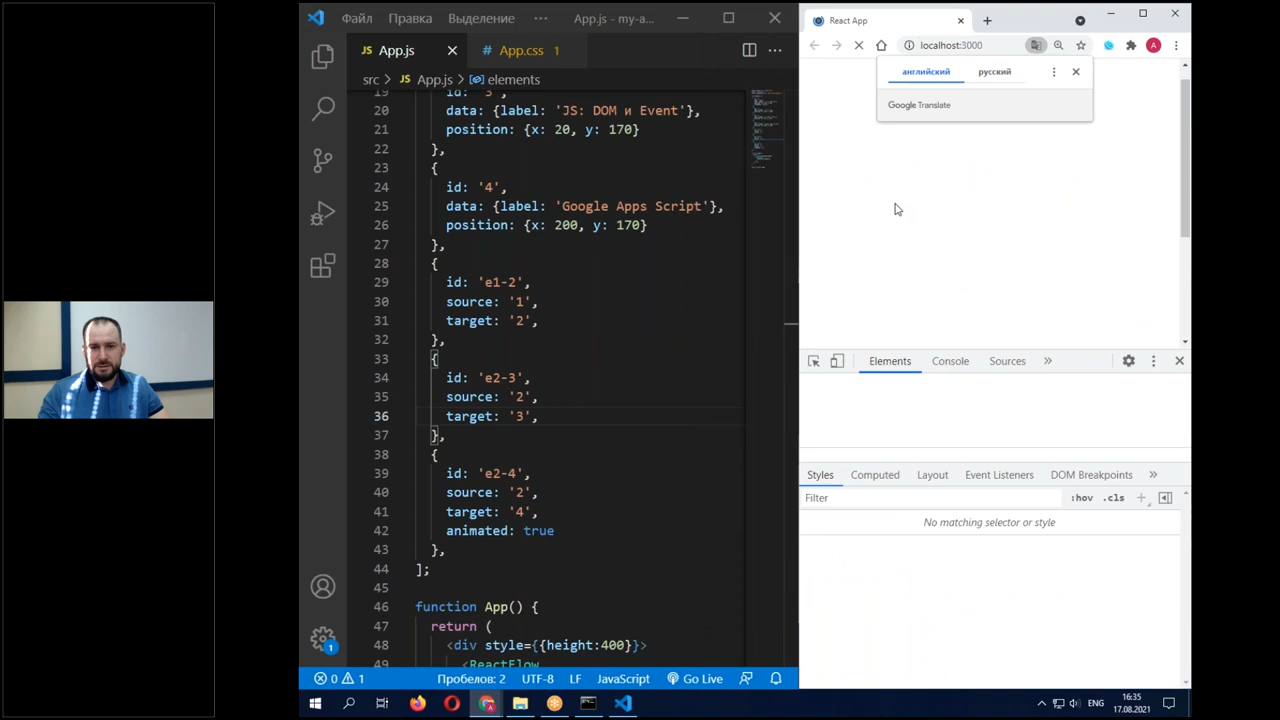 Файл Правка Выделение ··· App.js - my-a...
App.js
App.css 1
src > App.js > elements
19 id: '3',
20 data: {label: 'JS: DOM и Event'},
21 position: {x: 20, y: 170}
22 },
23 {
24 id: '4',
25 data: {label: 'Google Apps Script'},
26 position: {x: 200, y: 170}
27 },
28 {
29 id: 'e1-2',
30 source: '1',
31 target: '2',
32 },
33 {
34 id: 'e2-3',
35 source: '2',
36 target: '3',
37 },
38 {
39 id: 'e2-4',
40 source: '2',
41 target: '4',
42 animated: true
43 },
44 ];
45
46 function App() {
47 return (
48 <div style={{height:400}}>
49 <ReactFlow
0 1 Пробелов: 2 UTF-8 LF JavaScript Go Live
1
React App
localhost:3000
A
английский русский
Google Translate
Elements Console Sources »
Styles Computed Layout Event Listeners DOM Breakpoints »
Filter :hov .cls
No matching selector or style
ENG
16:35
17.08.2021